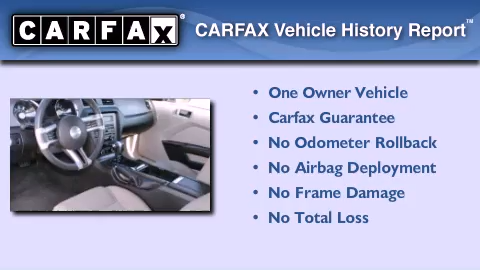 CARFAX®
CARFAX Vehicle History Report™
• One Owner Vehicle
• Carfax Guarantee
• No Odometer Rollback
• No Airbag Deployment
• No Frame Damage
• No Total Loss